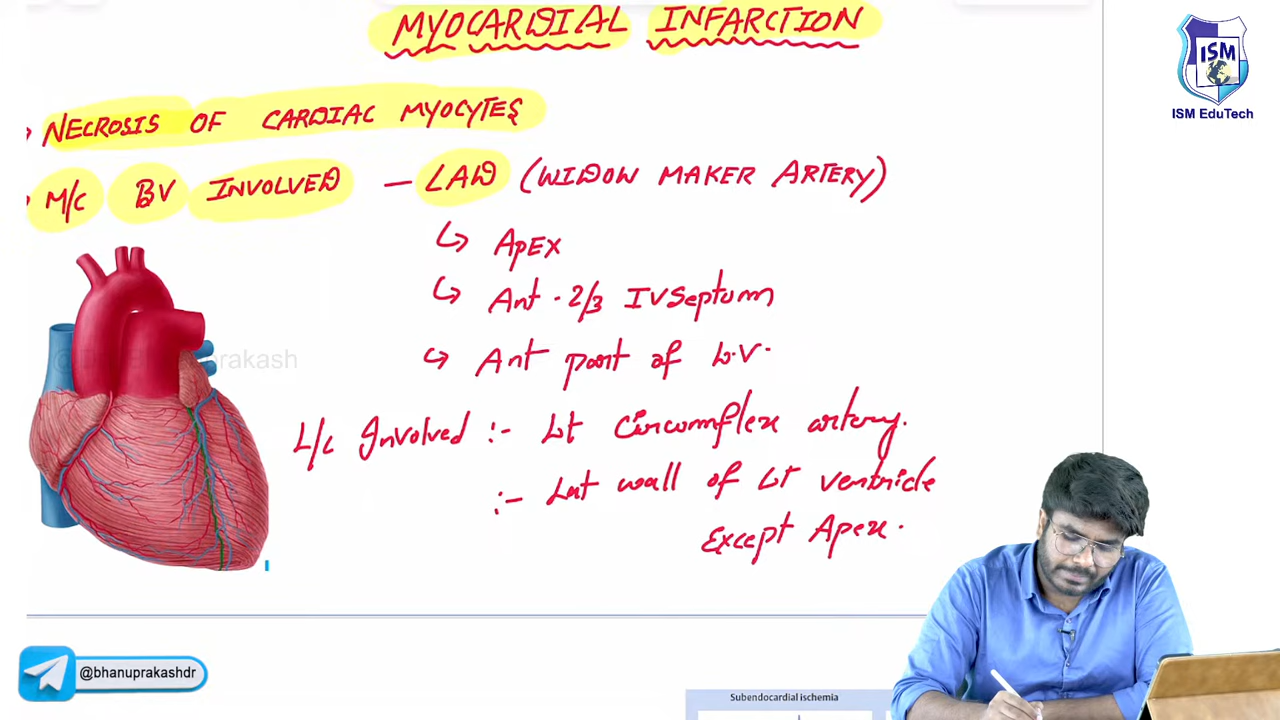 MYOCARDIAL INFARCTION
ISM
ISM EduTech
NECROSIS OF CARDIAC MYOCYTES
M/c BV INVOLVED - LAD (WIDOW MAKER ARTERY)
↳ APEX
↳ Ant. 2/3 IVSeptum
↳ Ant part of L.V.
prakash
L/c Involved :- Lt Circumflex artery.
:- Lat wall of Lt ventricle
Except Apex.
@bhanuprakashdr
Subendocardial ischemia